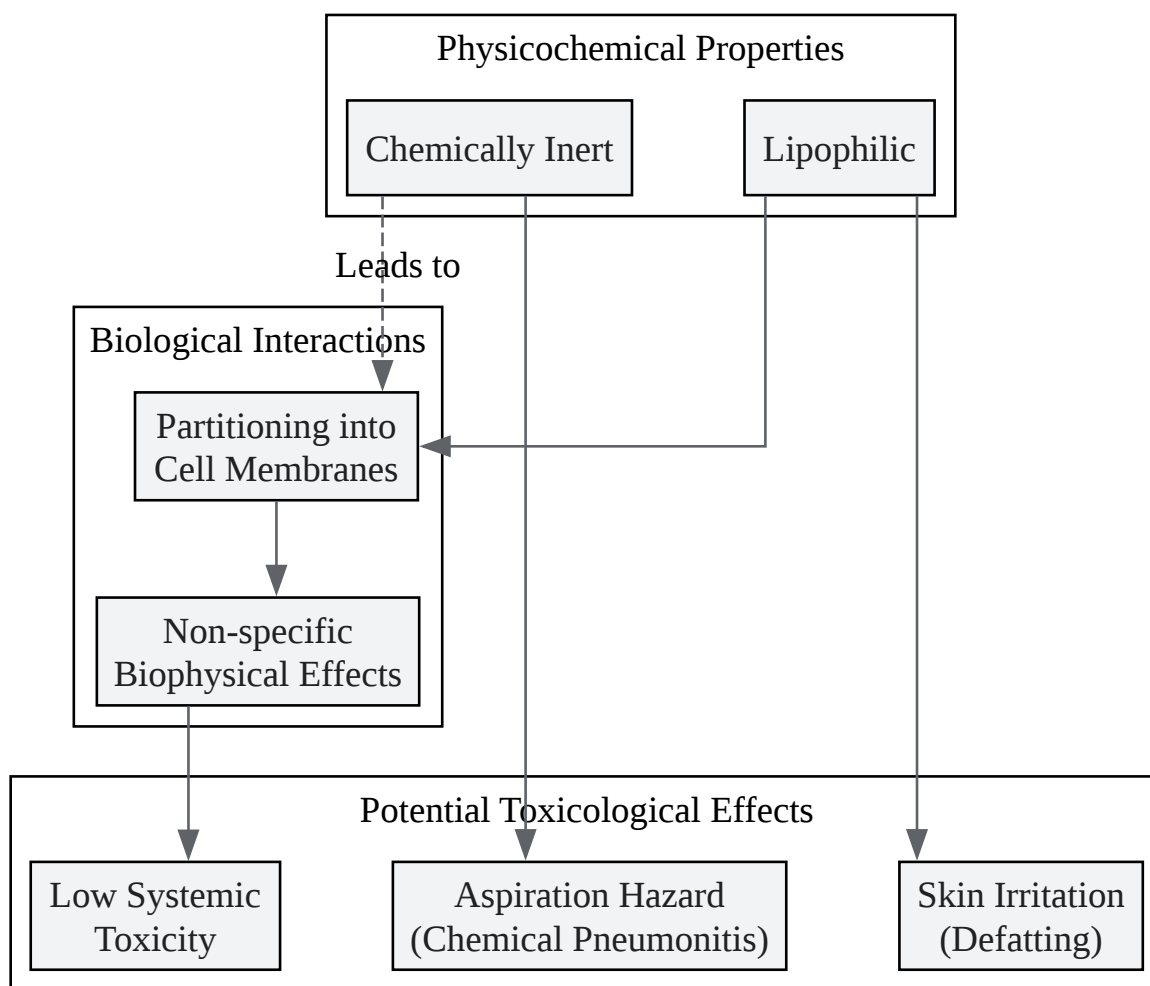 Physicochemical Properties
Chemically Inert
Lipophilic
Leads to
Biological Interactions
Partitioning into
Cell Membranes
Non-specific
Biophysical Effects
Potential Toxicological Effects
Low Systemic
Toxicity
Aspiration Hazard
(Chemical Pneumonitis)
Skin Irritation
(Defatting)